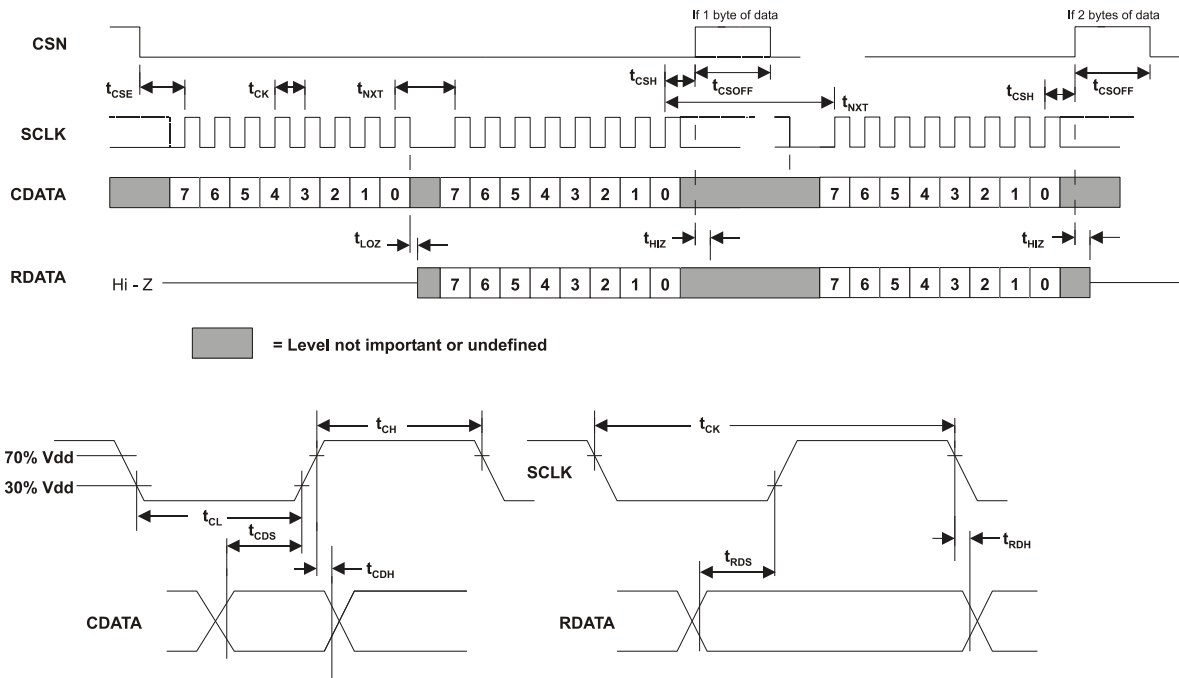 If 1 byte of data
If 2 bytes of data
CSN
tCSE
tCK
tNXT
tCSH
tCSOFF
tNXT
tCSH
tCSOFF
SCLK
CDATA
7 6 5 4 3 2 1 0
7 6 5 4 3 2 1 0
7 6 5 4 3 2 1 0
tLOZ
tHIZ
tHIZ
RDATA
Hi - Z
7 6 5 4 3 2 1 0
7 6 5 4 3 2 1 0
= Level not important or undefined
tCH
70% Vdd
30% Vdd
tCL
tCDS
tCDH
CDATA
tCK
SCLK
tRDS
tRDH
RDATA